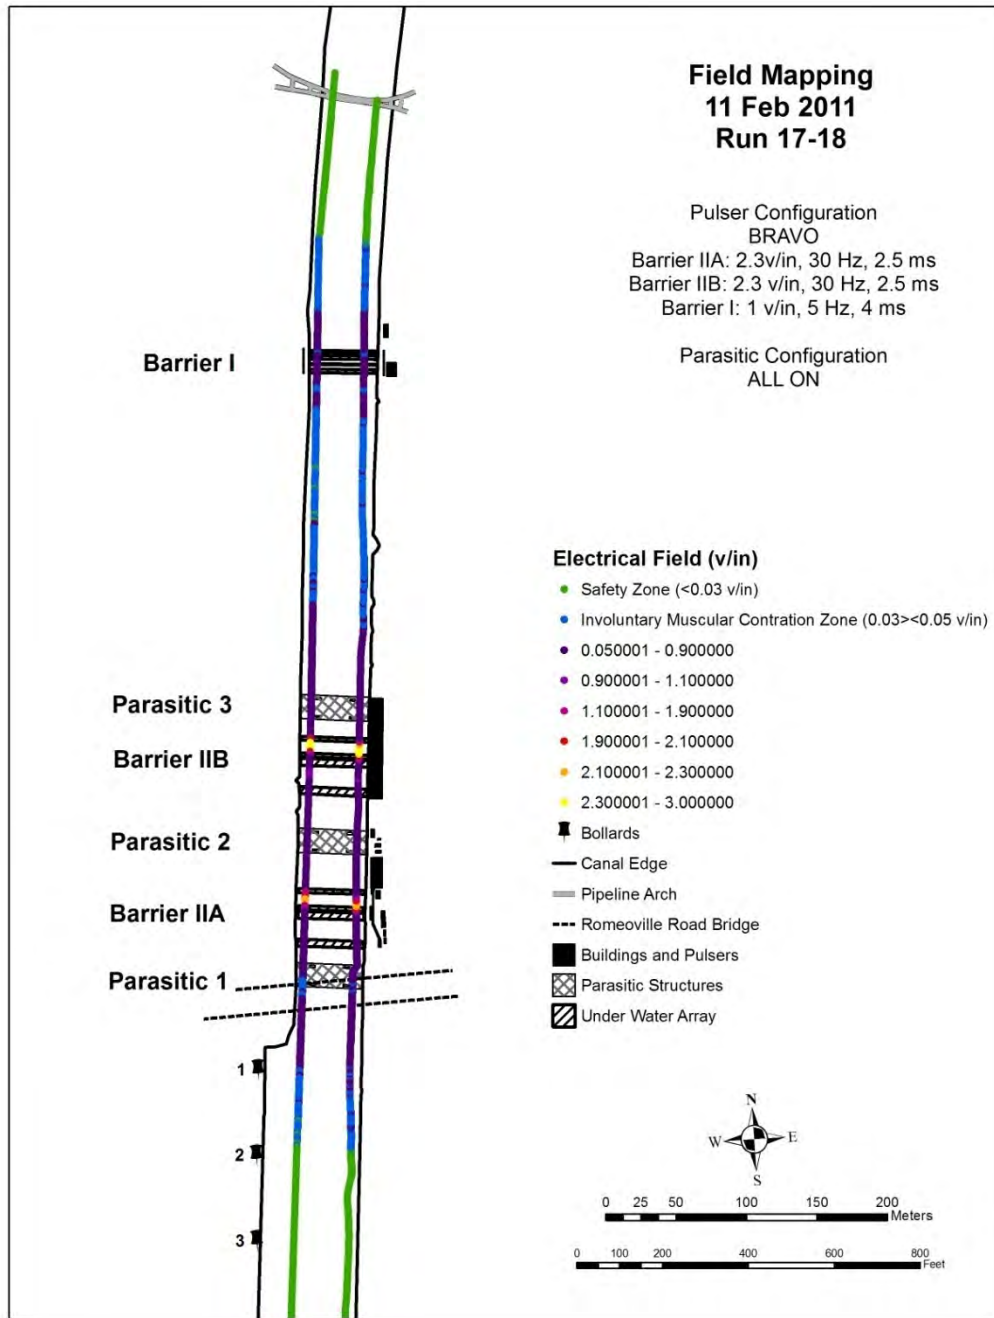 Field Mapping
11 Feb 2011
Run 17-18
Pulser Configuration
BRAVO
Barrier IIA: 2.3v/in, 30 Hz, 2.5 ms
Barrier IIB: 2.3 v/in, 30 Hz, 2.5 ms
Barrier I: 1 v/in, 5 Hz, 4 ms
Parasitic Configuration
ALL ON
Barrier I
Parasitic 3
Barrier IIB
Parasitic 2
Barrier IIA
Parasitic 1
1
2
3
Electrical Field (v/in)
Safety Zone (<0.03 v/in)
Involuntary Muscular Contration Zone (0.03><0.05 v/in)
0.050001 - 0.900000
0.900001 - 1.100000
1.100001 - 1.900000
1.900001 - 2.100000
2.100001 - 2.300000
2.300001 - 3.000000
Bollards
Canal Edge
Pipeline Arch
Romeoville Road Bridge
Buildings and Pulsers
Parasitic Structures
Under Water Array
N
W E
S
0 25 50 100 150 200
Meters
0 100 200 400 600 800
Feet